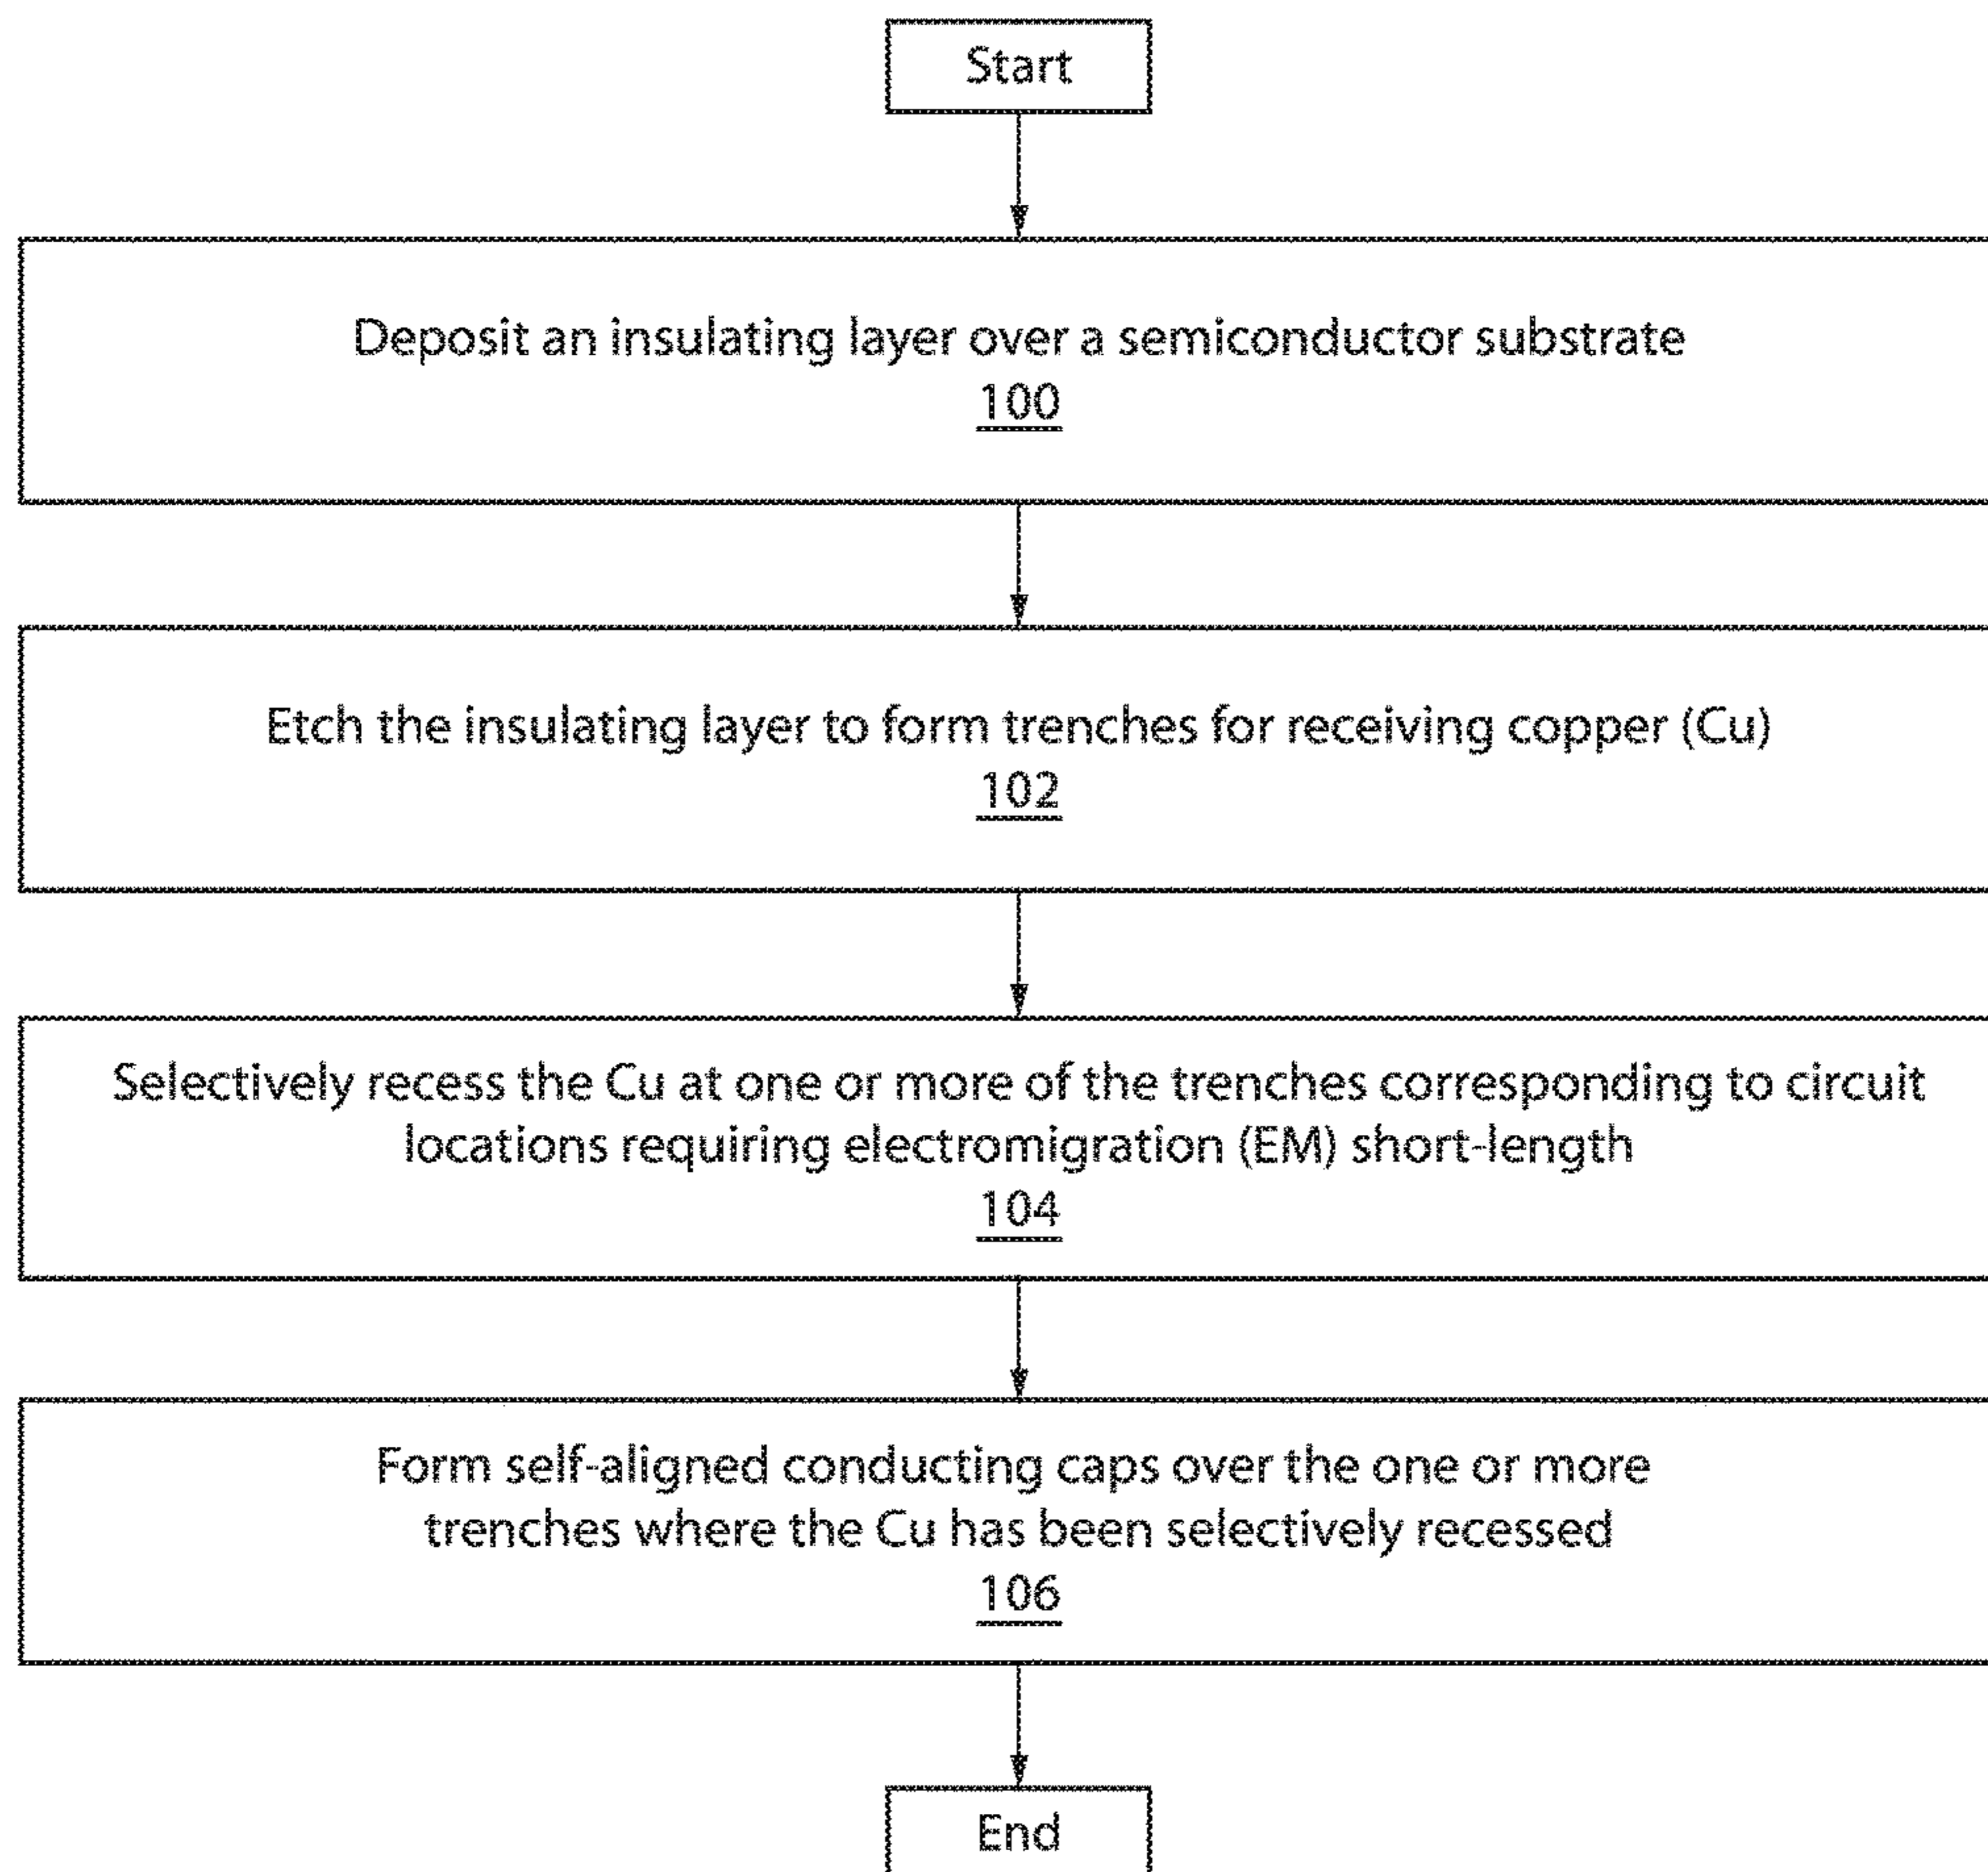 Start
Deposit an insulating layer over a semiconductor substrate
100
Etch the insulating layer to form trenches for receiving copper (Cu)
102
Selectively recess the Cu at one or more of the trenches corresponding to circuit
locations requiring electromigration (EM) short-length
104
Form self-aligned conducting caps over the one or more
trenches where the Cu has been selectively recessed
106
End